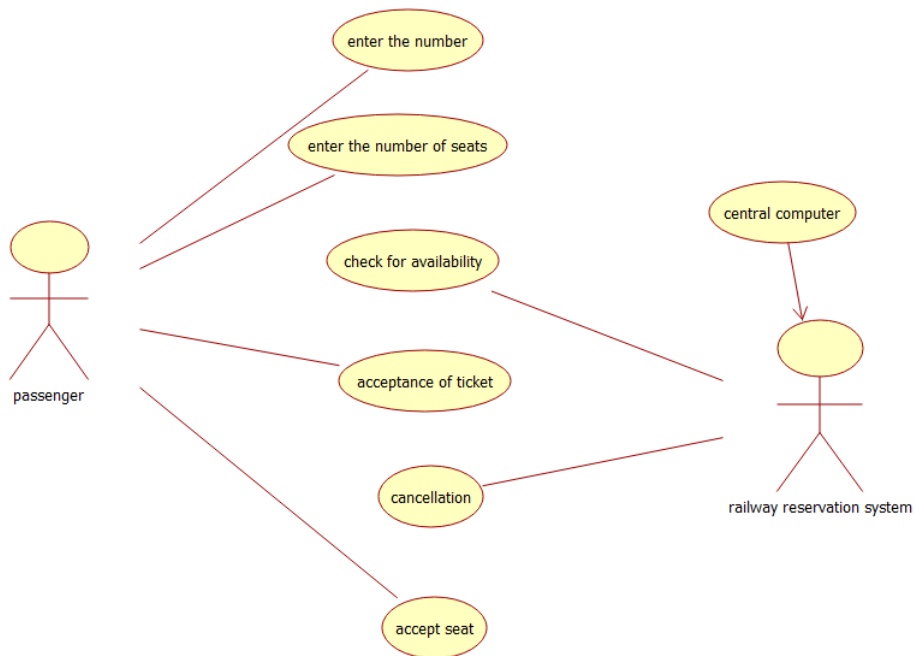 enter the number
enter the number of seats
central computer
check for availability
acceptance of ticket
passenger
cancellation
railway reservation system
accept seat